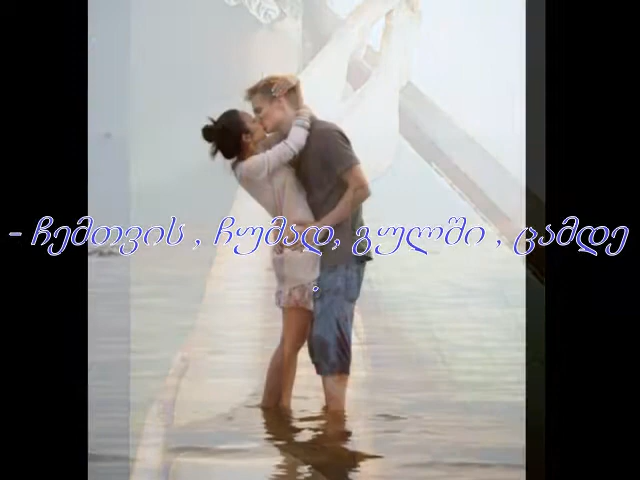 - ჩემთვის , ჩუმად, გულში , ცამდე
.